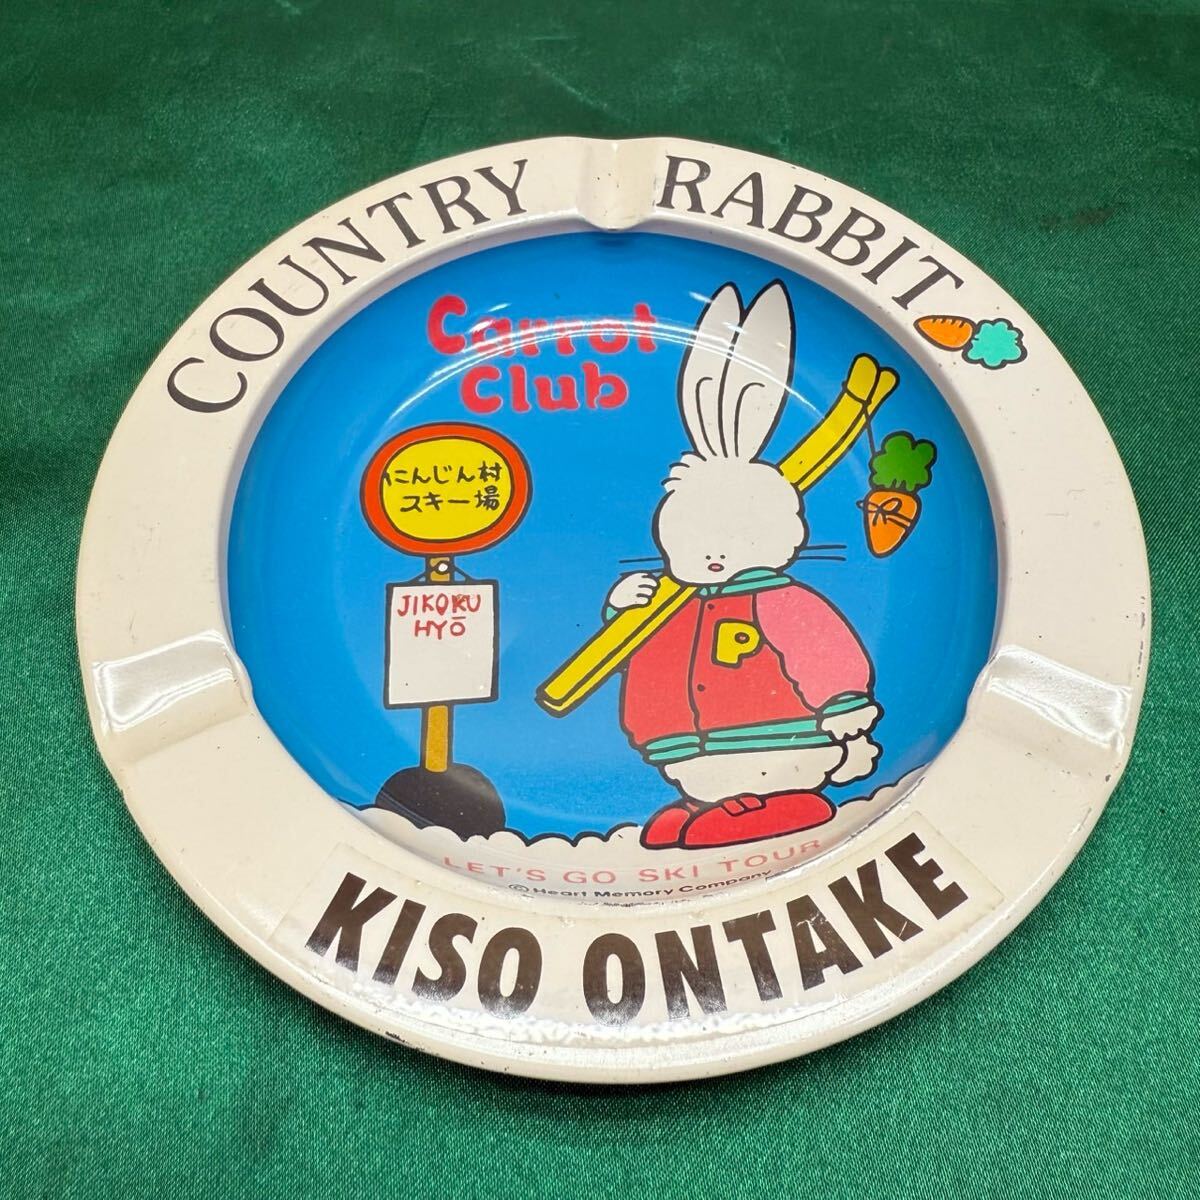 COUNTRY RABBIT
Carrot
Club
にんじん村
スキー場
JIKOKU
HYŌ
P
LET'S GO SKI TOUR
© Heart Memory Company
KISO ONTAKE